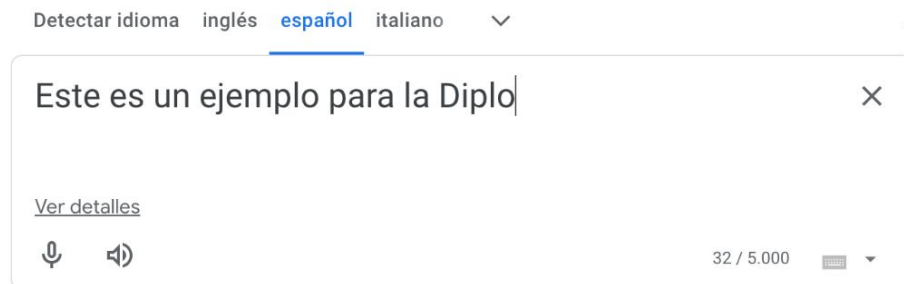 Detectar idioma inglés español italiano
Este es un ejemplo para la Diplo
Ver detalles
32 / 5.000